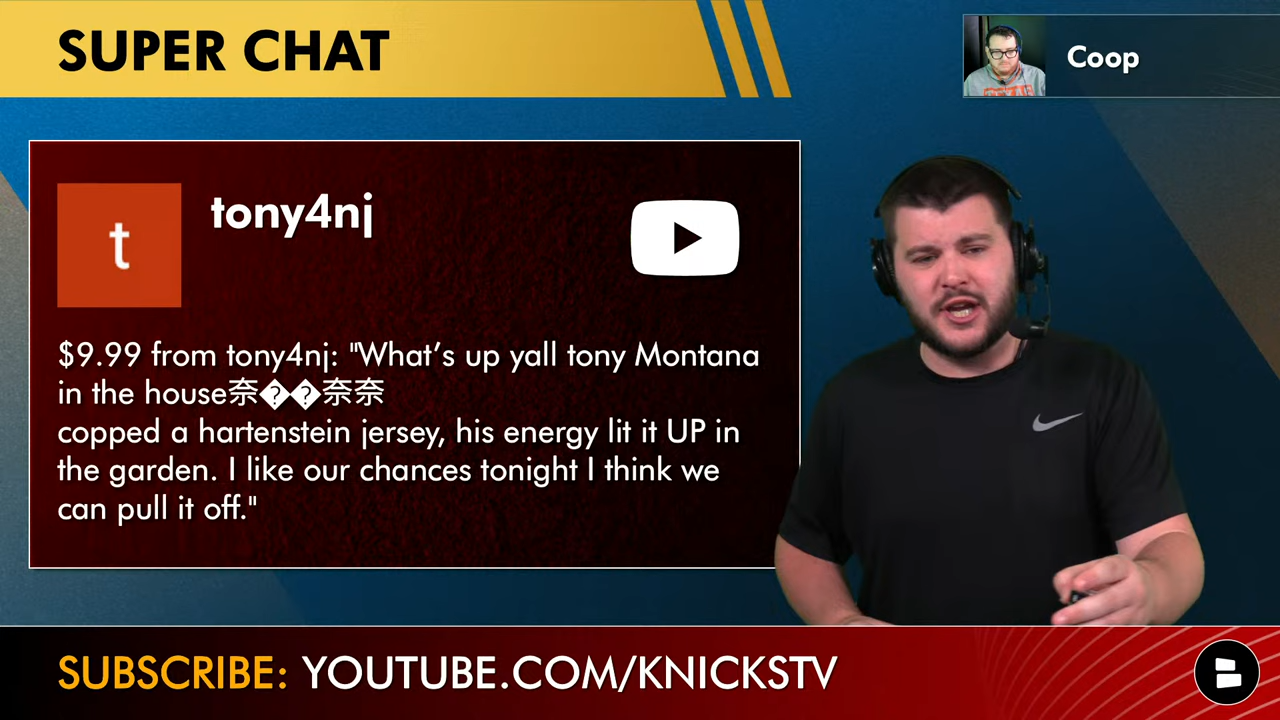 SUPER CHAT
Coop
t
tony4nj
$9.99 from tony4nj: "What's up yall tony Montana
in the house奈��奈奈
copped a hartenstein jersey, his energy lit it UP in
the garden. I like our chances tonight I think we
can pull it off."
SUBSCRIBE: YOUTUBE.COM/KNICKSTV